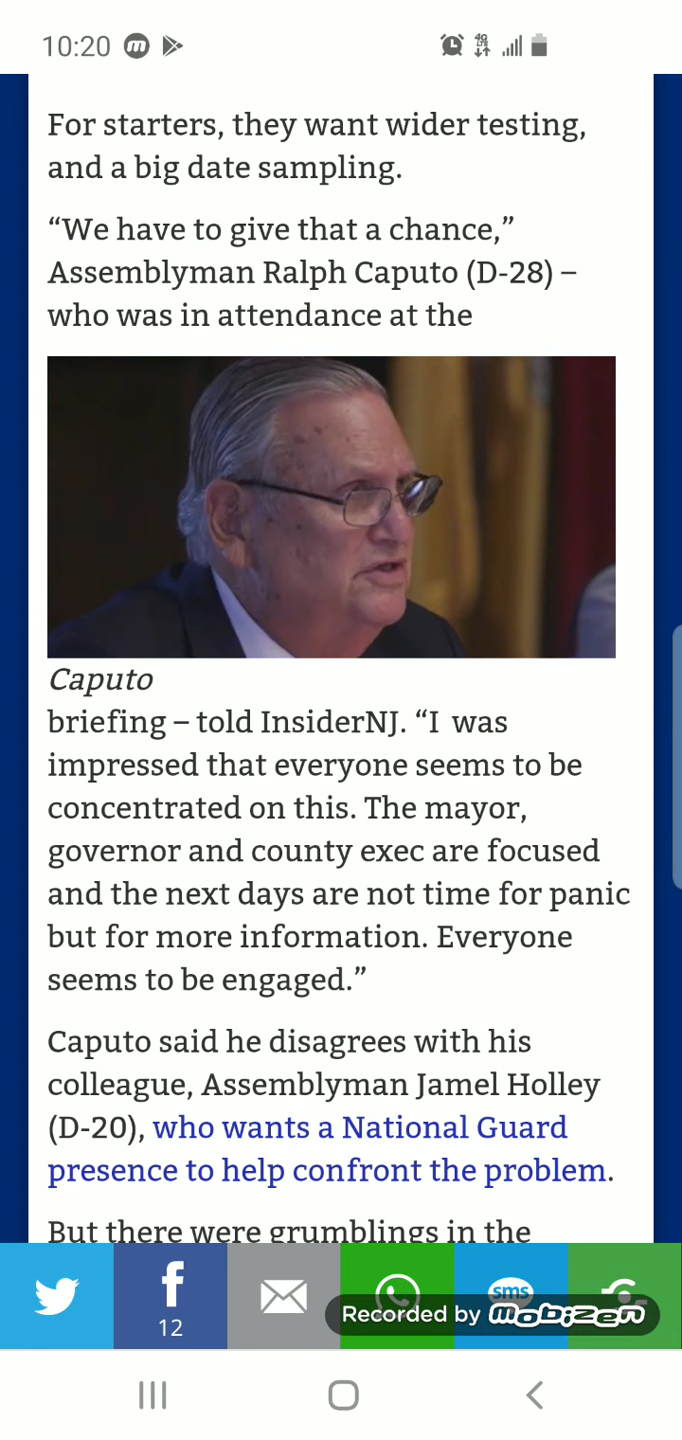 10:20
4G
For starters, they want wider testing,
and a big date sampling.
“We have to give that a chance,”
Assemblyman Ralph Caputo (D-28) –
who was in attendance at the
Caputo
briefing – told InsiderNJ. “I was
impressed that everyone seems to be
concentrated on this. The mayor,
governor and county exec are focused
and the next days are not time for panic
but for more information. Everyone
seems to be engaged.”
Caputo said he disagrees with his
colleague, Assemblyman Jamel Holley
(D-20), who wants a National Guard
presence to help confront the problem.
But there were grumblings in the
12
sms
Recorded by mobizen